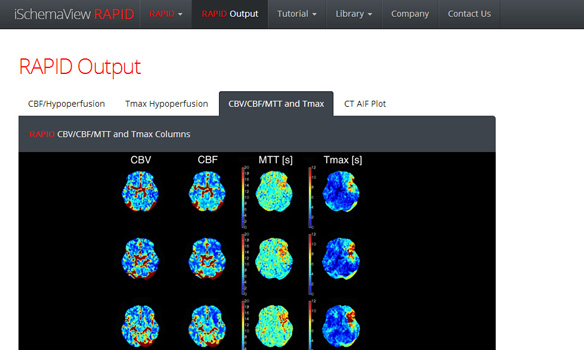 iSchemaView RAPID RAPID RAPID Output Tutorial Library Company Contact Us
RAPID Output
CBF/Hypoperfusion Tmax Hypoperfusion CBV/CBF/MTT and Tmax CT AIF Plot
RAPID CBV/CBF/MTT and Tmax Columns
CBV CBF MTT [s] Tmax [s]